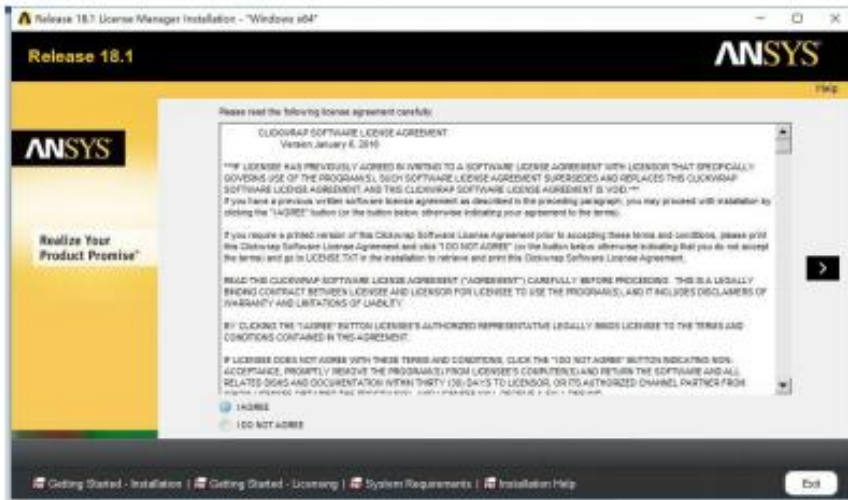 Release 18.1 License Manager Installation - "Windows x64"
Release 18.1
ANSYS
Help
Please read the following license agreement carefully.
ANSYS
Realize Your
Product Promise®
CLICKWRAP SOFTWARE LICENSE AGREEMENT
Version January 6, 2016
***IF LICENSEE HAS PREVIOUSLY AGREED IN WRITING TO A SOFTWARE LICENSE AGREEMENT WITH LICENSOR THAT SPECIFICALLY
GOVERNS USE OF THE PROGRAM(S), SUCH SOFTWARE LICENSE AGREEMENT SUPERSEDES AND REPLACES THIS CLICKWRAP
SOFTWARE LICENSE AGREEMENT AND THIS CLICKWRAP SOFTWARE LICENSE AGREEMENT IS VOID.***
If you have a previous written software license agreement as described in the preceding paragraph, you may proceed with installation by
clicking the "I AGREE" button (or the button below otherwise indicating your agreement to the terms).
If you require a printed version of this Clickwrap Software License Agreement prior to accepting these terms and conditions, please print
this Clickwrap Software License Agreement and click "I DO NOT AGREE" (or the button below otherwise indicating that you do not accept
the terms) and go to LICENSE.TXT in the installation to retrieve and print this Clickwrap Software License Agreement.
READ THIS CLICKWRAP SOFTWARE LICENSE AGREEMENT ("AGREEMENT") CAREFULLY BEFORE PROCEEDING. THIS IS A LEGALLY
BINDING CONTRACT BETWEEN LICENSEE AND LICENSOR FOR LICENSEE TO USE THE PROGRAM(S), AND IT INCLUDES DISCLAIMERS OF
WARRANTY AND LIMITATIONS OF LIABILITY.
BY CLICKING THE "I AGREE" BUTTON LICENSEE'S AUTHORIZED REPRESENTATIVE LEGALLY BINDS LICENSEE TO THE TERMS AND
CONDITIONS CONTAINED IN THIS AGREEMENT.
IF LICENSEE DOES NOT AGREE WITH THESE TERMS AND CONDITIONS, CLICK THE "I DO NOT AGREE" BUTTON INDICATING NON-
ACCEPTANCE, PROMPTLY REMOVE THE PROGRAM(S) FROM LICENSEE'S COMPUTER(S) AND RETURN THE SOFTWARE AND ALL
RELATED DISKS AND DOCUMENTATION WITHIN THIRTY (30) DAYS TO LICENSOR, OR ITS AUTHORIZED CHANNEL PARTNER FROM
I AGREE
I DO NOT AGREE
Getting Started - Installation | Getting Started - Licensing | System Requirements | Installation Help
Exit